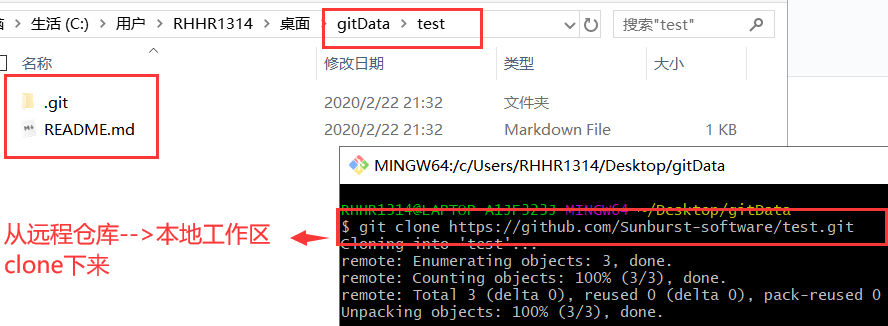 脑 › 生活 (C:) › 用户 › RHHR1314 › 桌面 › gitData › test
搜索"test"
名称 修改日期 类型 大小
.git 2020/2/22 21:32 文件夹
README.md 2020/2/22 21:32 Markdown File 1 KB
MINGW64:/c/Users/RHHR1314/Desktop/gitData
RHHR1314@LAPTOP-A1JF323J MINGW64 ~/Desktop/gitData
$ git clone https://github.com/Sunburst-software/test.git
Cloning into 'test'...
remote: Enumerating objects: 3, done.
remote: Counting objects: 100% (3/3), done.
remote: Total 3 (delta 0), reused 0 (delta 0), pack-reused 0
Unpacking objects: 100% (3/3), done.
从远程仓库-->本地工作区
clone下来